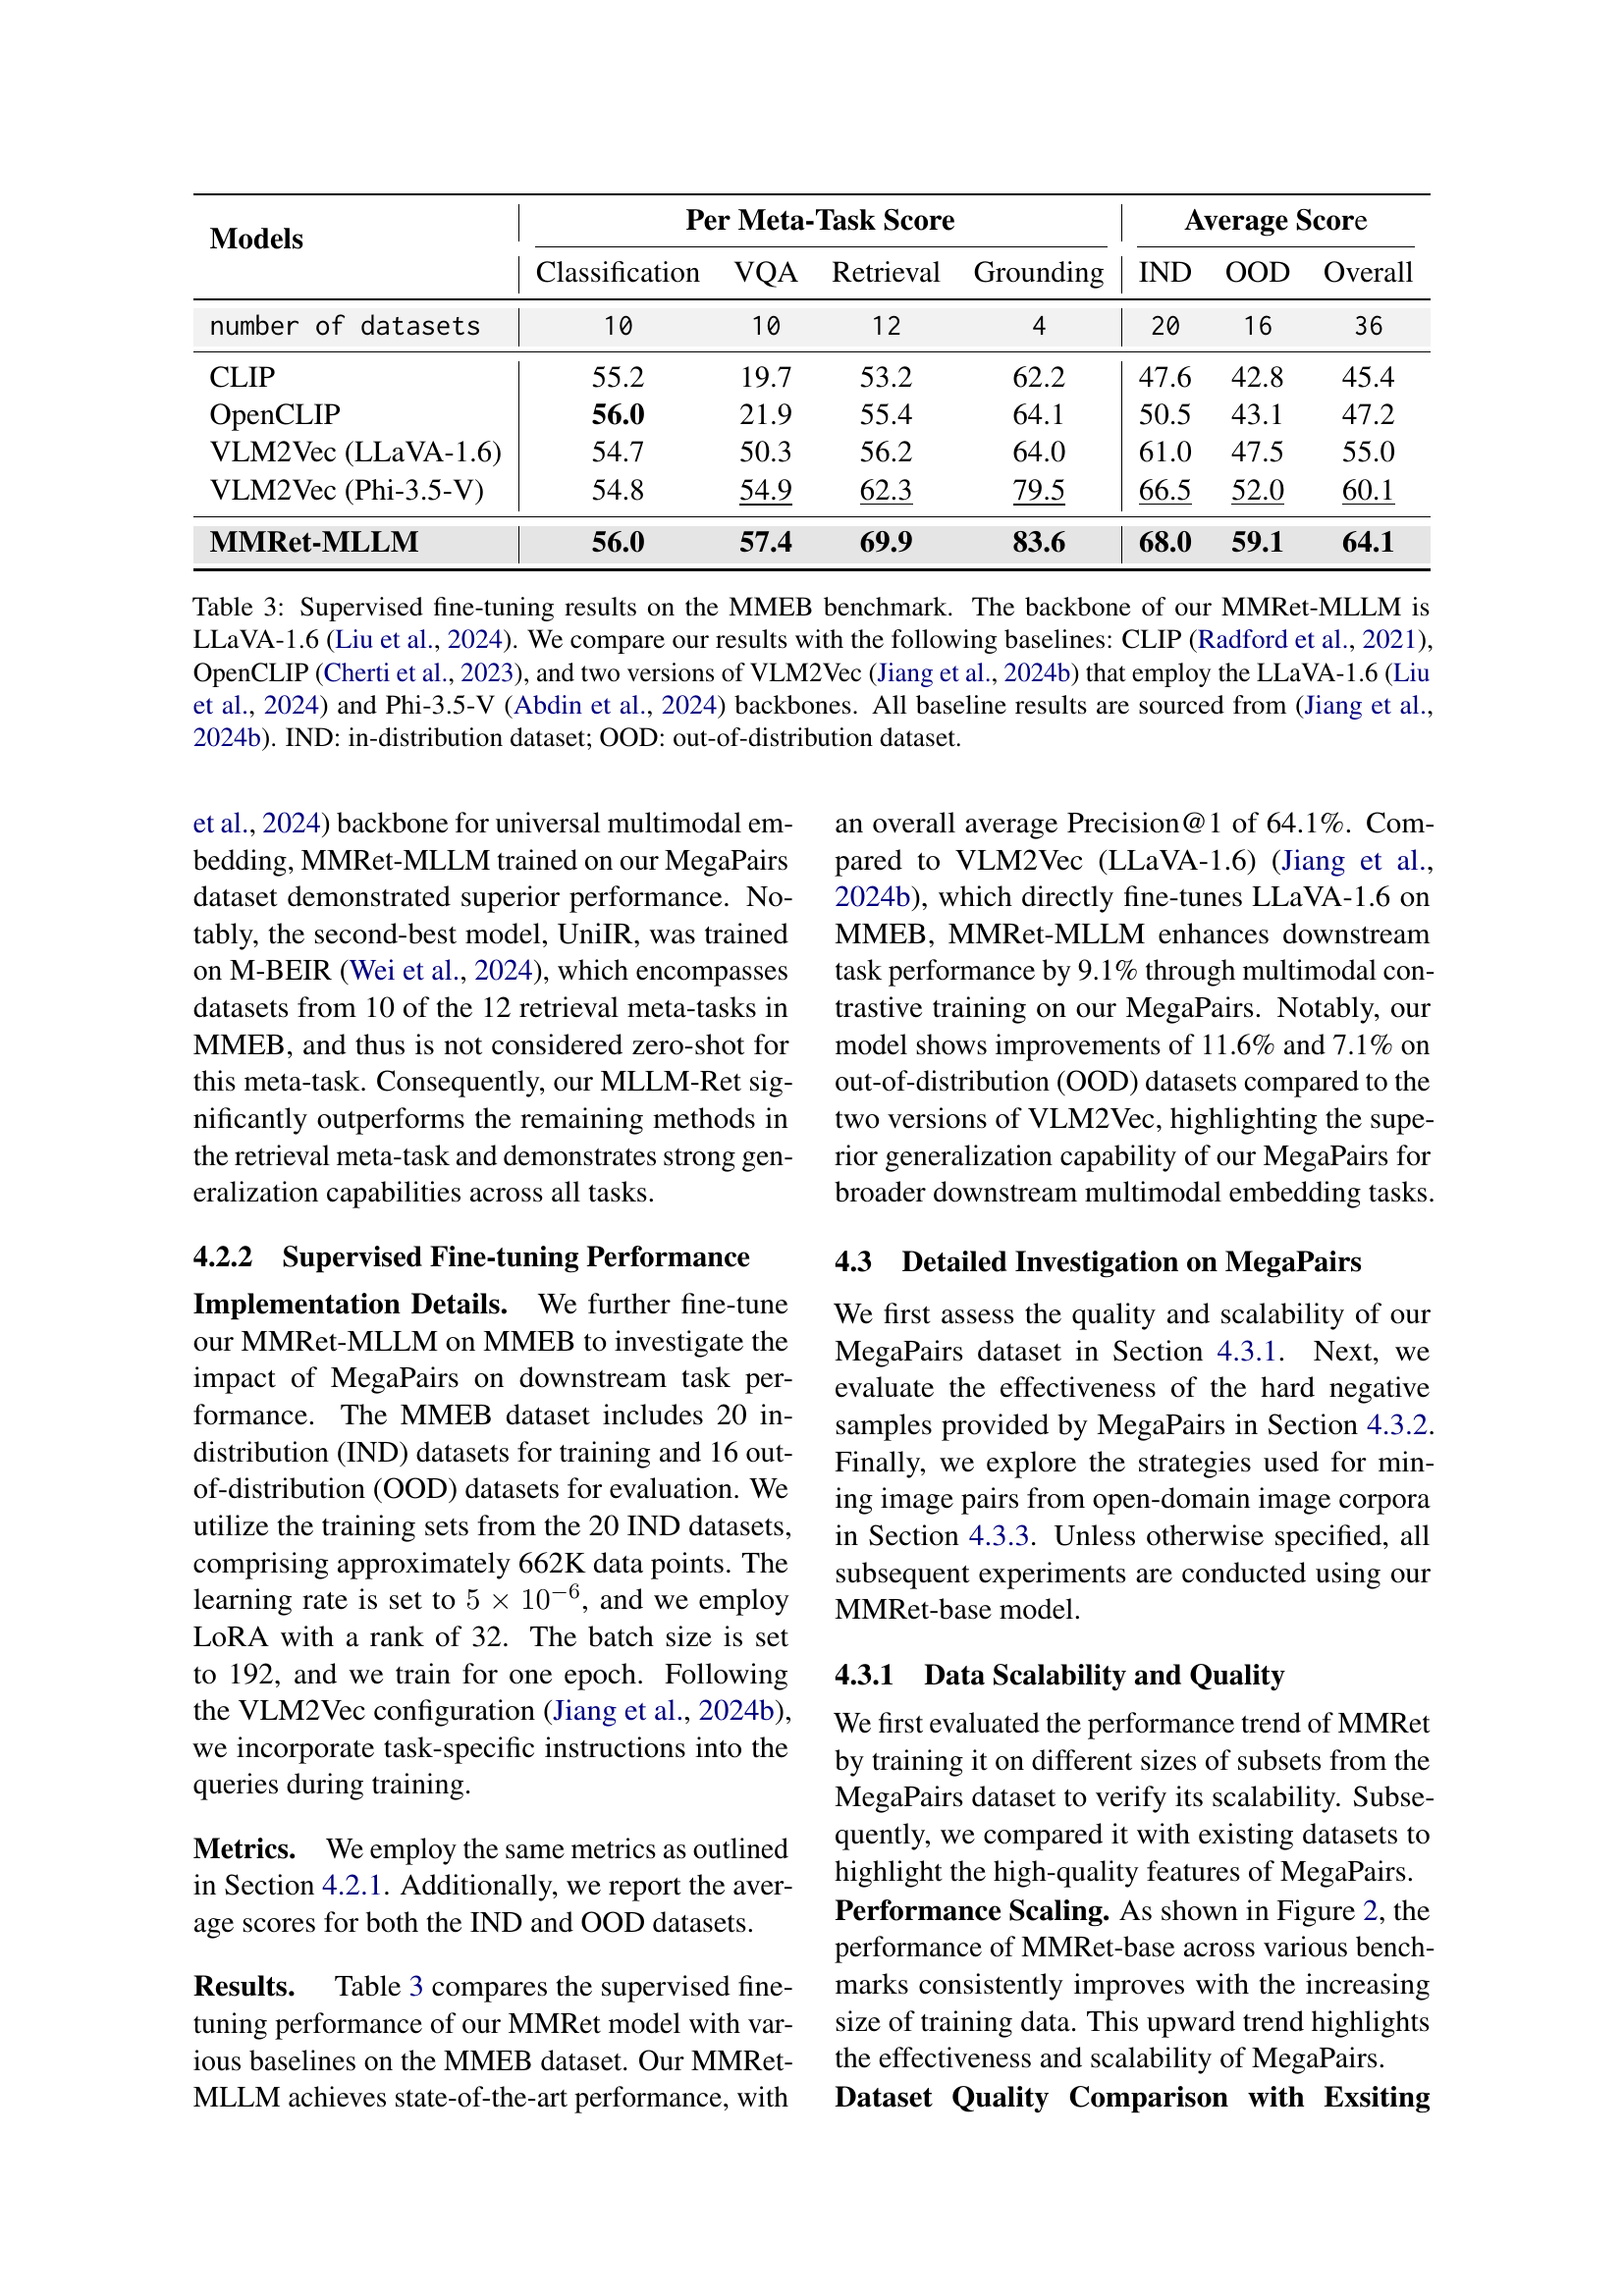 Models Per Meta-Task Score Average Score
Classification VQA Retrieval Grounding IND OOD Overall
number of datasets 10 10 12 4 20 16 36
CLIP 55.2 19.7 53.2 62.2 47.6 42.8 45.4
OpenCLIP 56.0 21.9 55.4 64.1 50.5 43.1 47.2
VLM2Vec (LLaVA-1.6) 54.7 50.3 56.2 64.0 61.0 47.5 55.0
VLM2Vec (Phi-3.5-V) 54.8 54.9 62.3 79.5 66.5 52.0 60.1
MMRet-MLLM 56.0 57.4 69.9 83.6 68.0 59.1 64.1
Table 3: Supervised fine-tuning results on the MMEB benchmark. The backbone of our MMRet-MLLM is
LLaVA-1.6 (Liu et al., 2024). We compare our results with the following baselines: CLIP (Radford et al., 2021),
OpenCLIP (Cherti et al., 2023), and two versions of VLM2Vec (Jiang et al., 2024b) that employ the LLaVA-1.6 (Liu
et al., 2024) and Phi-3.5-V (Abdin et al., 2024) backbones. All baseline results are sourced from (Jiang et al.,
2024b). IND: in-distribution dataset; OOD: out-of-distribution dataset.
et al., 2024) backbone for universal multimodal em-
bedding, MMRet-MLLM trained on our MegaPairs
dataset demonstrated superior performance. No-
tably, the second-best model, UniIR, was trained
on M-BEIR (Wei et al., 2024), which encompasses
datasets from 10 of the 12 retrieval meta-tasks in
MMEB, and thus is not considered zero-shot for
this meta-task. Consequently, our MLLM-Ret sig-
nificantly outperforms the remaining methods in
the retrieval meta-task and demonstrates strong gen-
eralization capabilities across all tasks.
4.2.2 Supervised Fine-tuning Performance
Implementation Details. We further fine-tune
our MMRet-MLLM on MMEB to investigate the
impact of MegaPairs on downstream task per-
formance. The MMEB dataset includes 20 in-
distribution (IND) datasets for training and 16 out-
of-distribution (OOD) datasets for evaluation. We
utilize the training sets from the 20 IND datasets,
comprising approximately 662K data points. The
learning rate is set to 5 × 10⁻⁶, and we employ
LoRA with a rank of 32. The batch size is set
to 192, and we train for one epoch. Following
the VLM2Vec configuration (Jiang et al., 2024b),
we incorporate task-specific instructions into the
queries during training.
Metrics. We employ the same metrics as outlined
in Section 4.2.1. Additionally, we report the aver-
age scores for both the IND and OOD datasets.
Results. Table 3 compares the supervised fine-
tuning performance of our MMRet model with var-
ious baselines on the MMEB dataset. Our MMRet-
MLLM achieves state-of-the-art performance, with
an overall average Precision@1 of 64.1%. Com-
pared to VLM2Vec (LLaVA-1.6) (Jiang et al.,
2024b), which directly fine-tunes LLaVA-1.6 on
MMEB, MMRet-MLLM enhances downstream
task performance by 9.1% through multimodal con-
trastive training on our MegaPairs. Notably, our
model shows improvements of 11.6% and 7.1% on
out-of-distribution (OOD) datasets compared to the
two versions of VLM2Vec, highlighting the supe-
rior generalization capability of our MegaPairs for
broader downstream multimodal embedding tasks.
4.3 Detailed Investigation on MegaPairs
We first assess the quality and scalability of our
MegaPairs dataset in Section 4.3.1. Next, we
evaluate the effectiveness of the hard negative
samples provided by MegaPairs in Section 4.3.2.
Finally, we explore the strategies used for min-
ing image pairs from open-domain image corpora
in Section 4.3.3. Unless otherwise specified, all
subsequent experiments are conducted using our
MMRet-base model.
4.3.1 Data Scalability and Quality
We first evaluated the performance trend of MMRet
by training it on different sizes of subsets from the
MegaPairs dataset to verify its scalability. Subse-
quently, we compared it with existing datasets to
highlight the high-quality features of MegaPairs.
Performance Scaling. As shown in Figure 2, the
performance of MMRet-base across various bench-
marks consistently improves with the increasing
size of training data. This upward trend highlights
the effectiveness and scalability of MegaPairs.
Dataset Quality Comparison with Exsiting